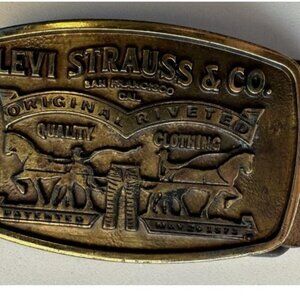 LEVI STRAUSS & CO.
SAN FRANCISCO
CAL
ORIGINAL RIVETED
QUALITY CLOTHING
PATENTED MAY 20 1873